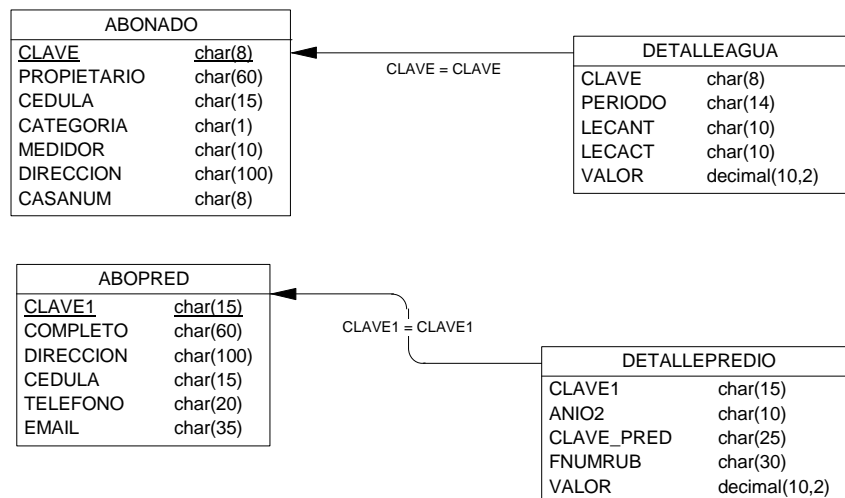 ABONADO
CLAVE char(8)
PROPIETARIO char(60)
CEDULA char(15)
CATEGORIA char(1)
MEDIDOR char(10)
DIRECCION char(100)
CASANUM char(8)
CLAVE = CLAVE
DETALLEAGUA
CLAVE char(8)
PERIODO char(14)
LECANT char(10)
LECACT char(10)
VALOR decimal(10,2)
ABOPRED
CLAVE1 char(15)
COMPLETO char(60)
DIRECCION char(100)
CEDULA char(15)
TELEFONO char(20)
EMAIL char(35)
CLAVE1 = CLAVE1
DETALLEPREDIO
CLAVE1 char(15)
ANIO2 char(10)
CLAVE_PRED char(25)
FNUMRUB char(30)
VALOR decimal(10,2)